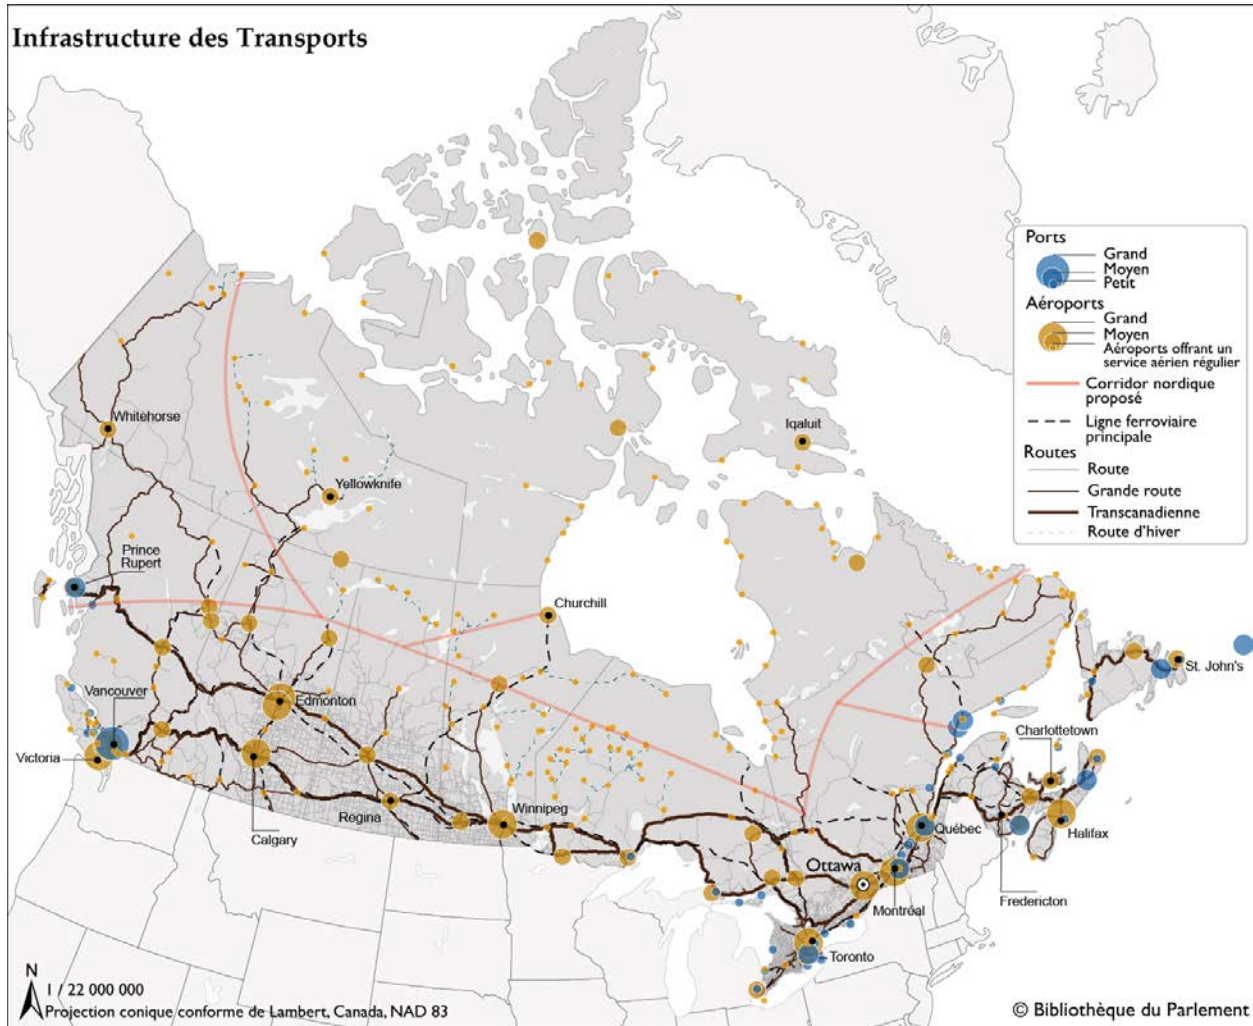 Infrastructure des Transports
Ports
Grand
Moyen
Petit
Aéroports
Grand
Moyen
Aéroports offrant un
service aérien régulier
Corridor nordique
proposé
Ligne ferroviaire
principale
Routes
Route
Grande route
Transcanadienne
Route d'hiver
Whitehorse
Iqaluit
Yellowknife
Prince
Rupert
Churchill
St. John's
Vancouver
Edmonton
Charlottetown
Victoria
Winnipeg
Regina
Calgary
Québec
Halifax
Ottawa
Montréal
Fredericton
Toronto
N
1 / 22 000 000
Projection conique conforme de Lambert, Canada, NAD 83
© Bibliothèque du Parlement